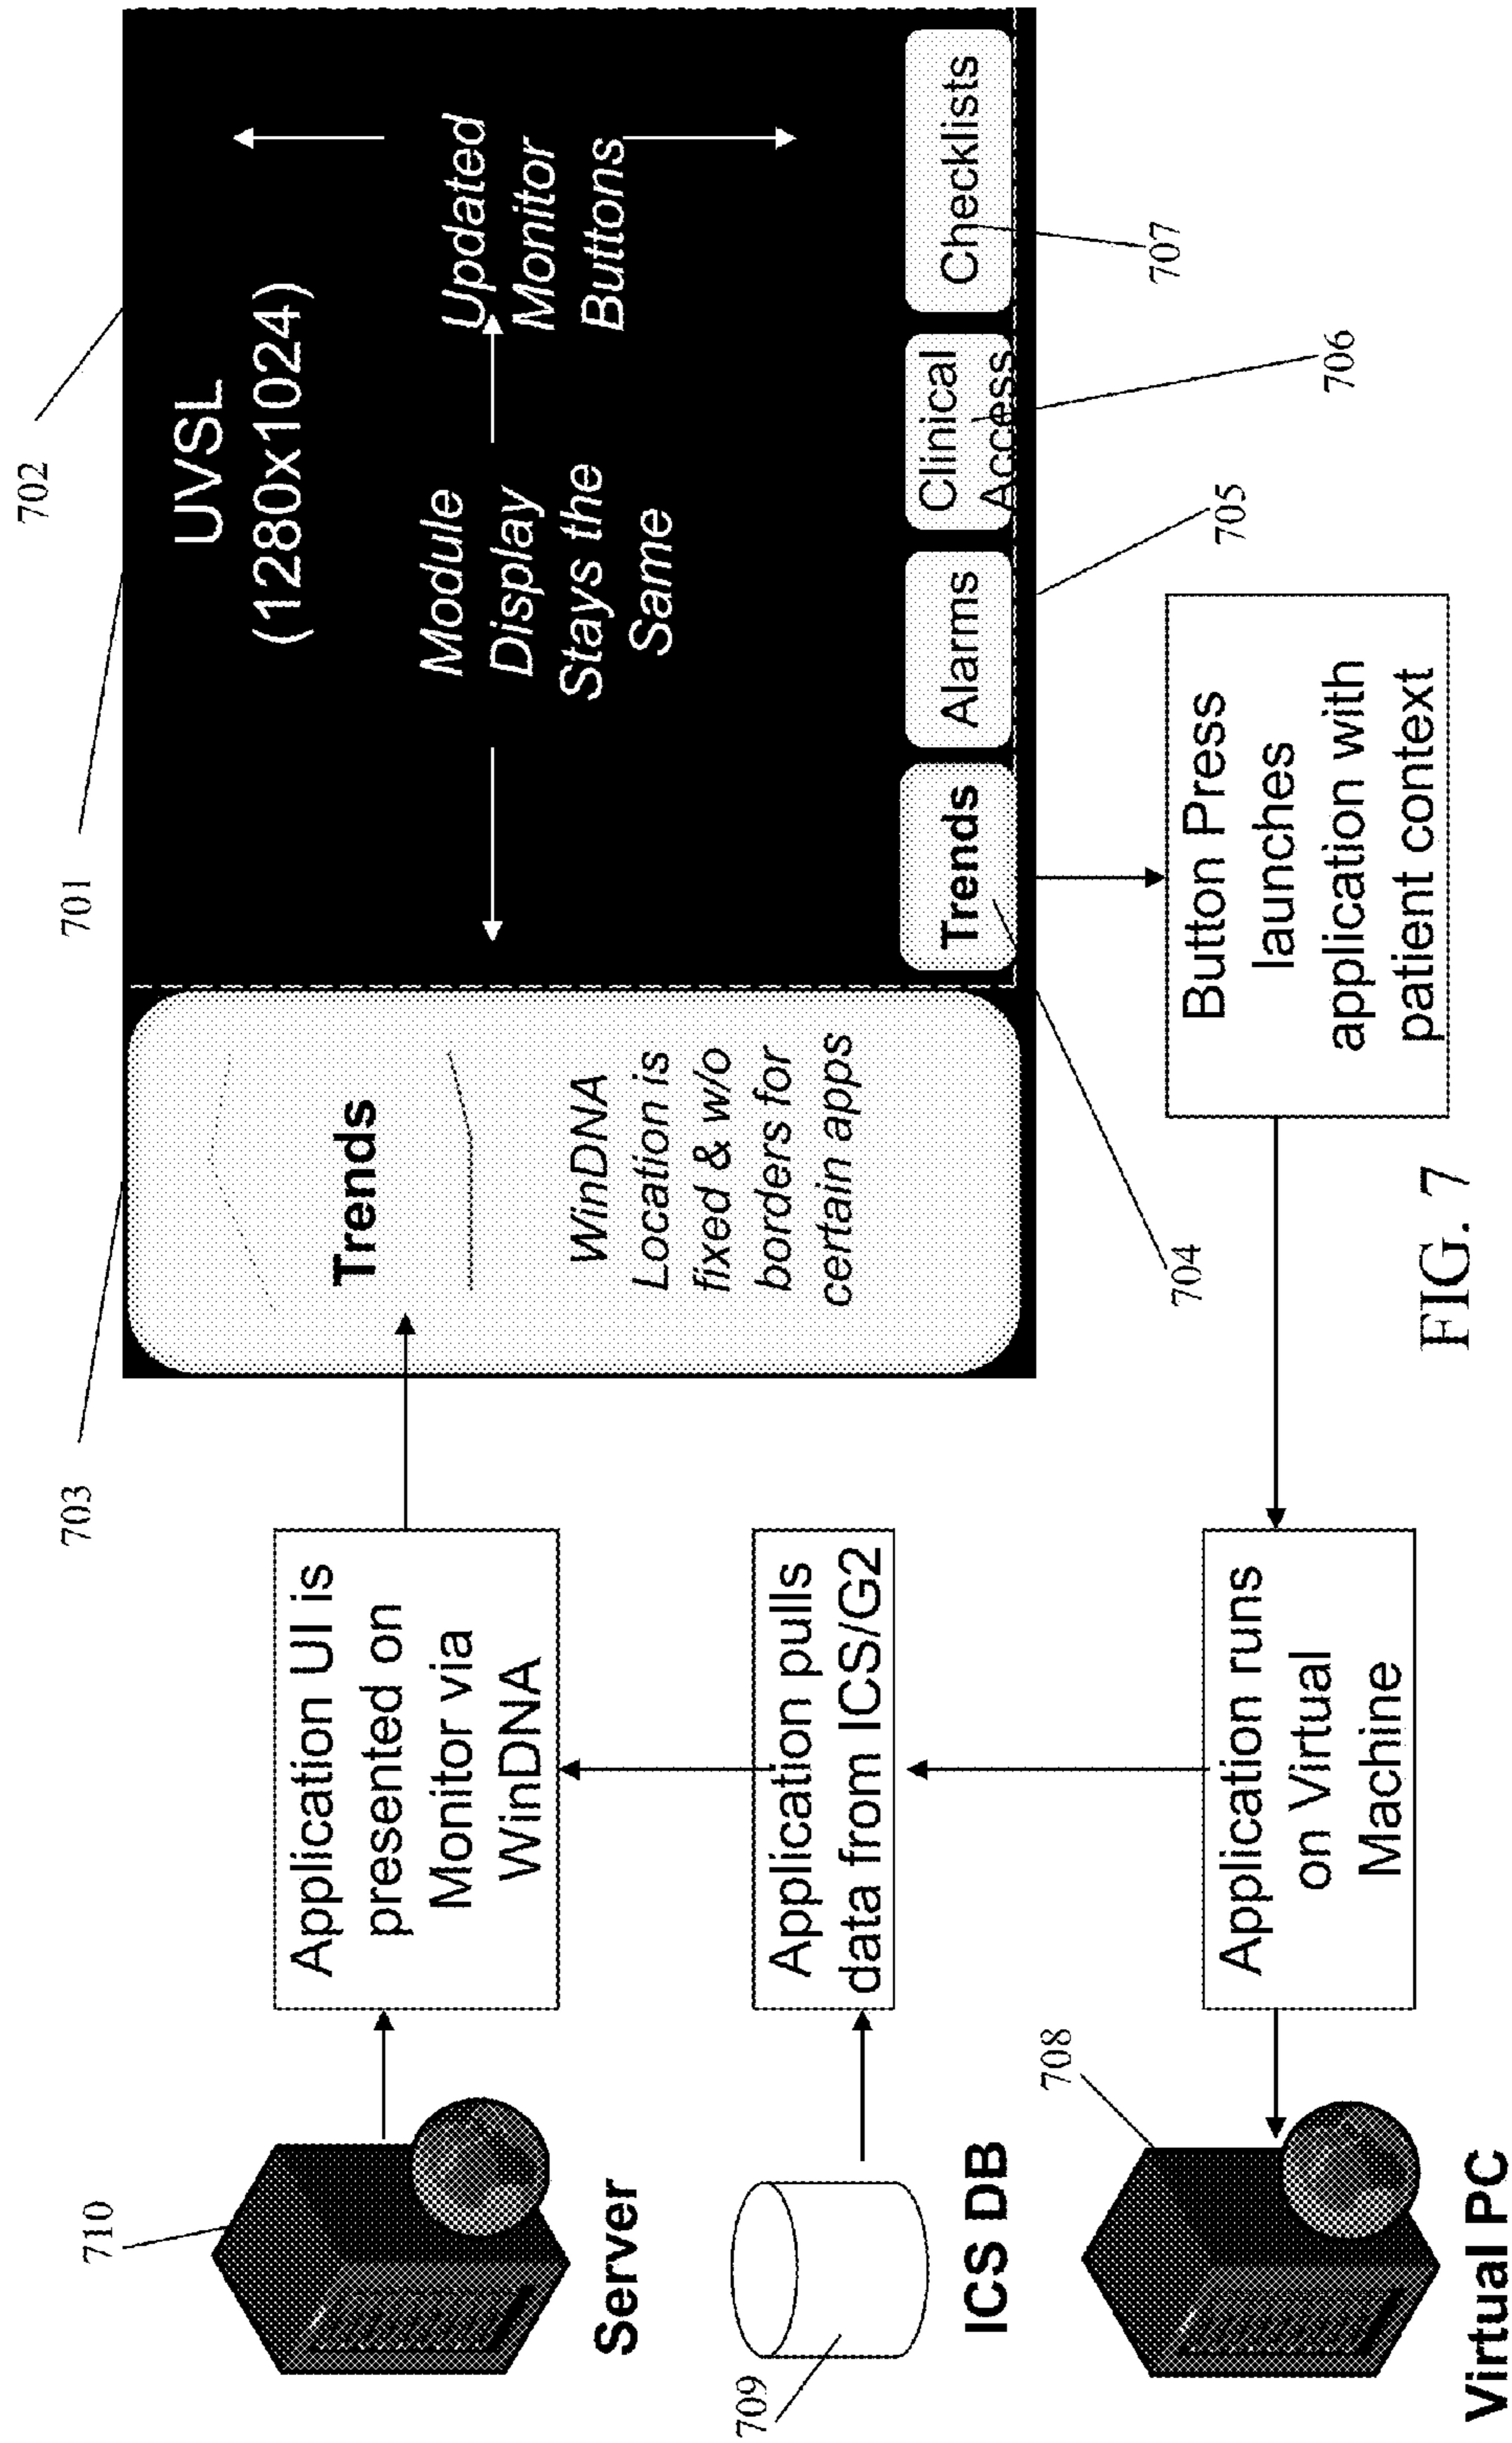 702
701
703
UVSL
(1280x1024)
Module
Display
Stays the
Same
Updated
Monitor
Buttons
Trends
WinDNA
Location is
fixed & w/o
borders for
certain apps
Trends
Alarms
Clinical
Access
Checklists
704
705
706
707
Button Press
launches
application with
patient context
710
Server
Application UI is
presented on
Monitor via
WinDNA
709
ICS DB
Application pulls
data from ICS/G2
708
Virtual PC
Application runs
on Virtual
Machine
FIG. 7